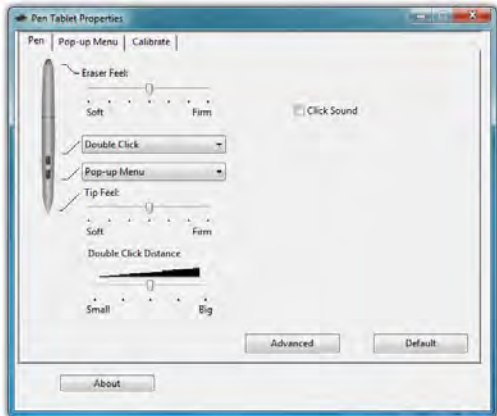 Pen Tablet Properties
Pen Pop-up Menu Calibrate
Eraser Feel:
Soft Firm
Click Sound
Double Click
Pop-up Menu
Tip Feel:
Soft Firm
Double Click Distance
Small Big
Advanced Default
About